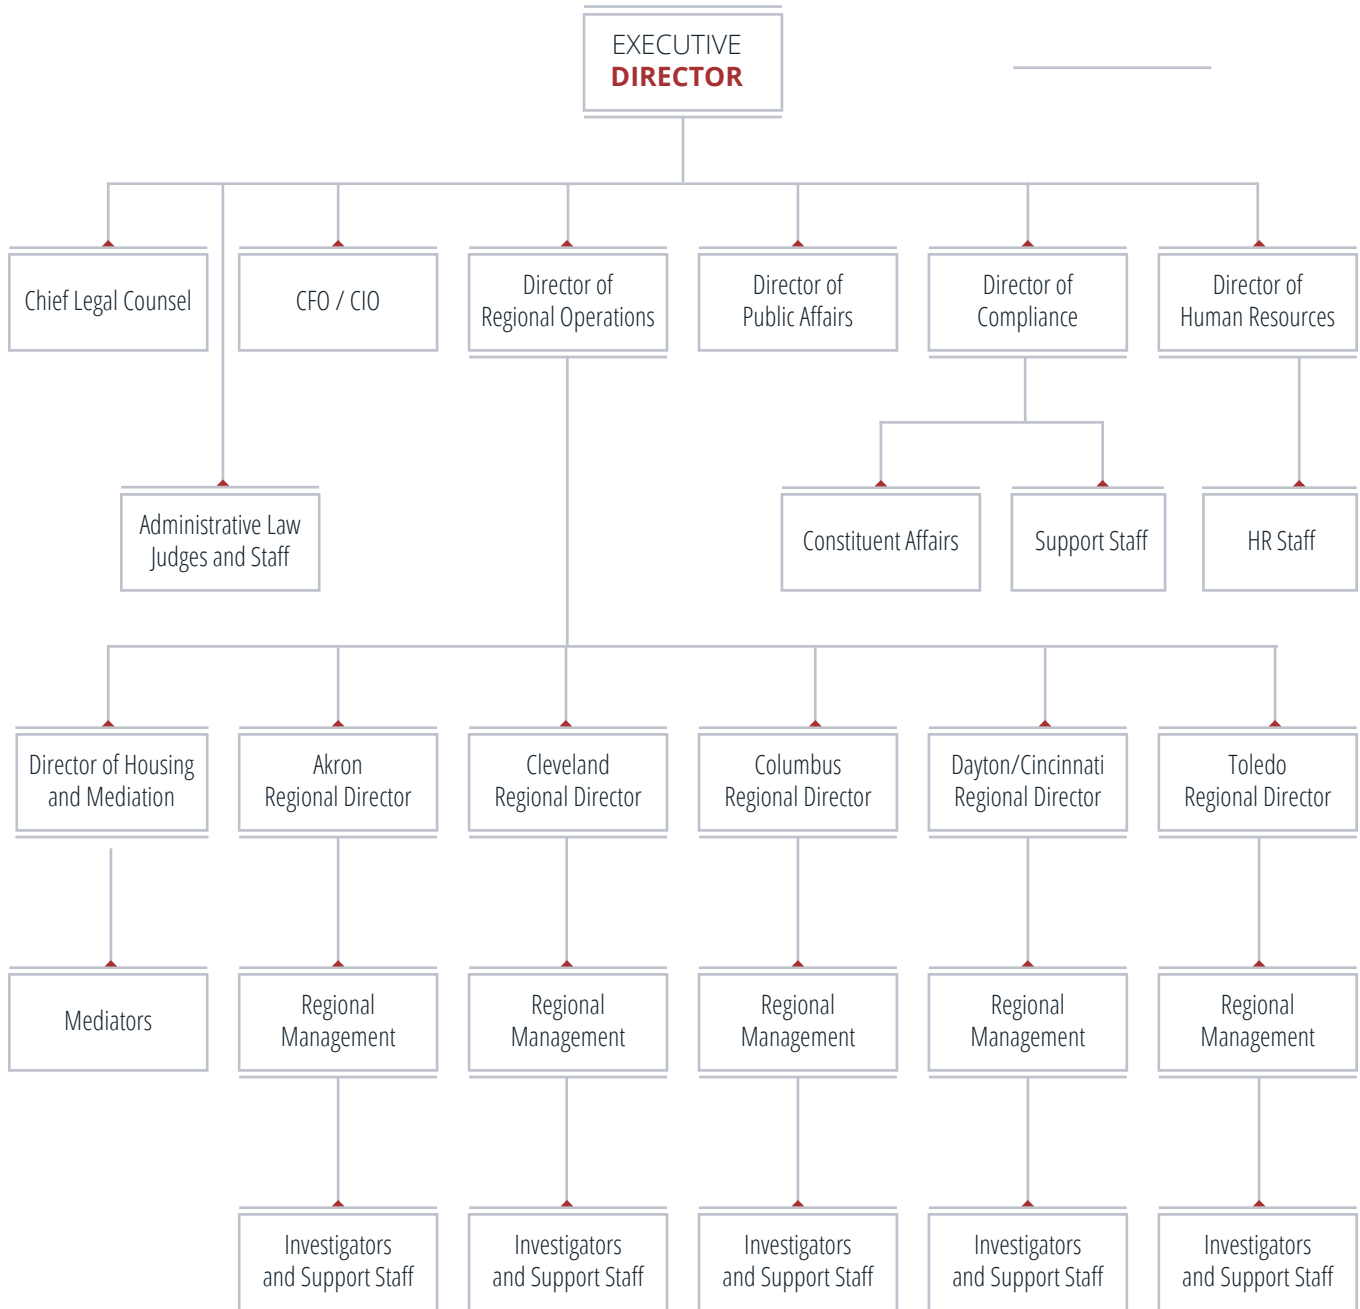 EXECUTIVE
DIRECTOR
Chief Legal Counsel
CFO / CIO
Director of
Regional Operations
Director of
Public Affairs
Director of
Compliance
Director of
Human Resources
Administrative Law
Judges and Staff
Constituent Affairs
Support Staff
HR Staff
Director of Housing
and Mediation
Akron
Regional Director
Cleveland
Regional Director
Columbus
Regional Director
Dayton/Cincinnati
Regional Director
Toledo
Regional Director
Mediators
Regional
Management
Regional
Management
Regional
Management
Regional
Management
Regional
Management
Investigators
and Support Staff
Investigators
and Support Staff
Investigators
and Support Staff
Investigators
and Support Staff
Investigators
and Support Staff